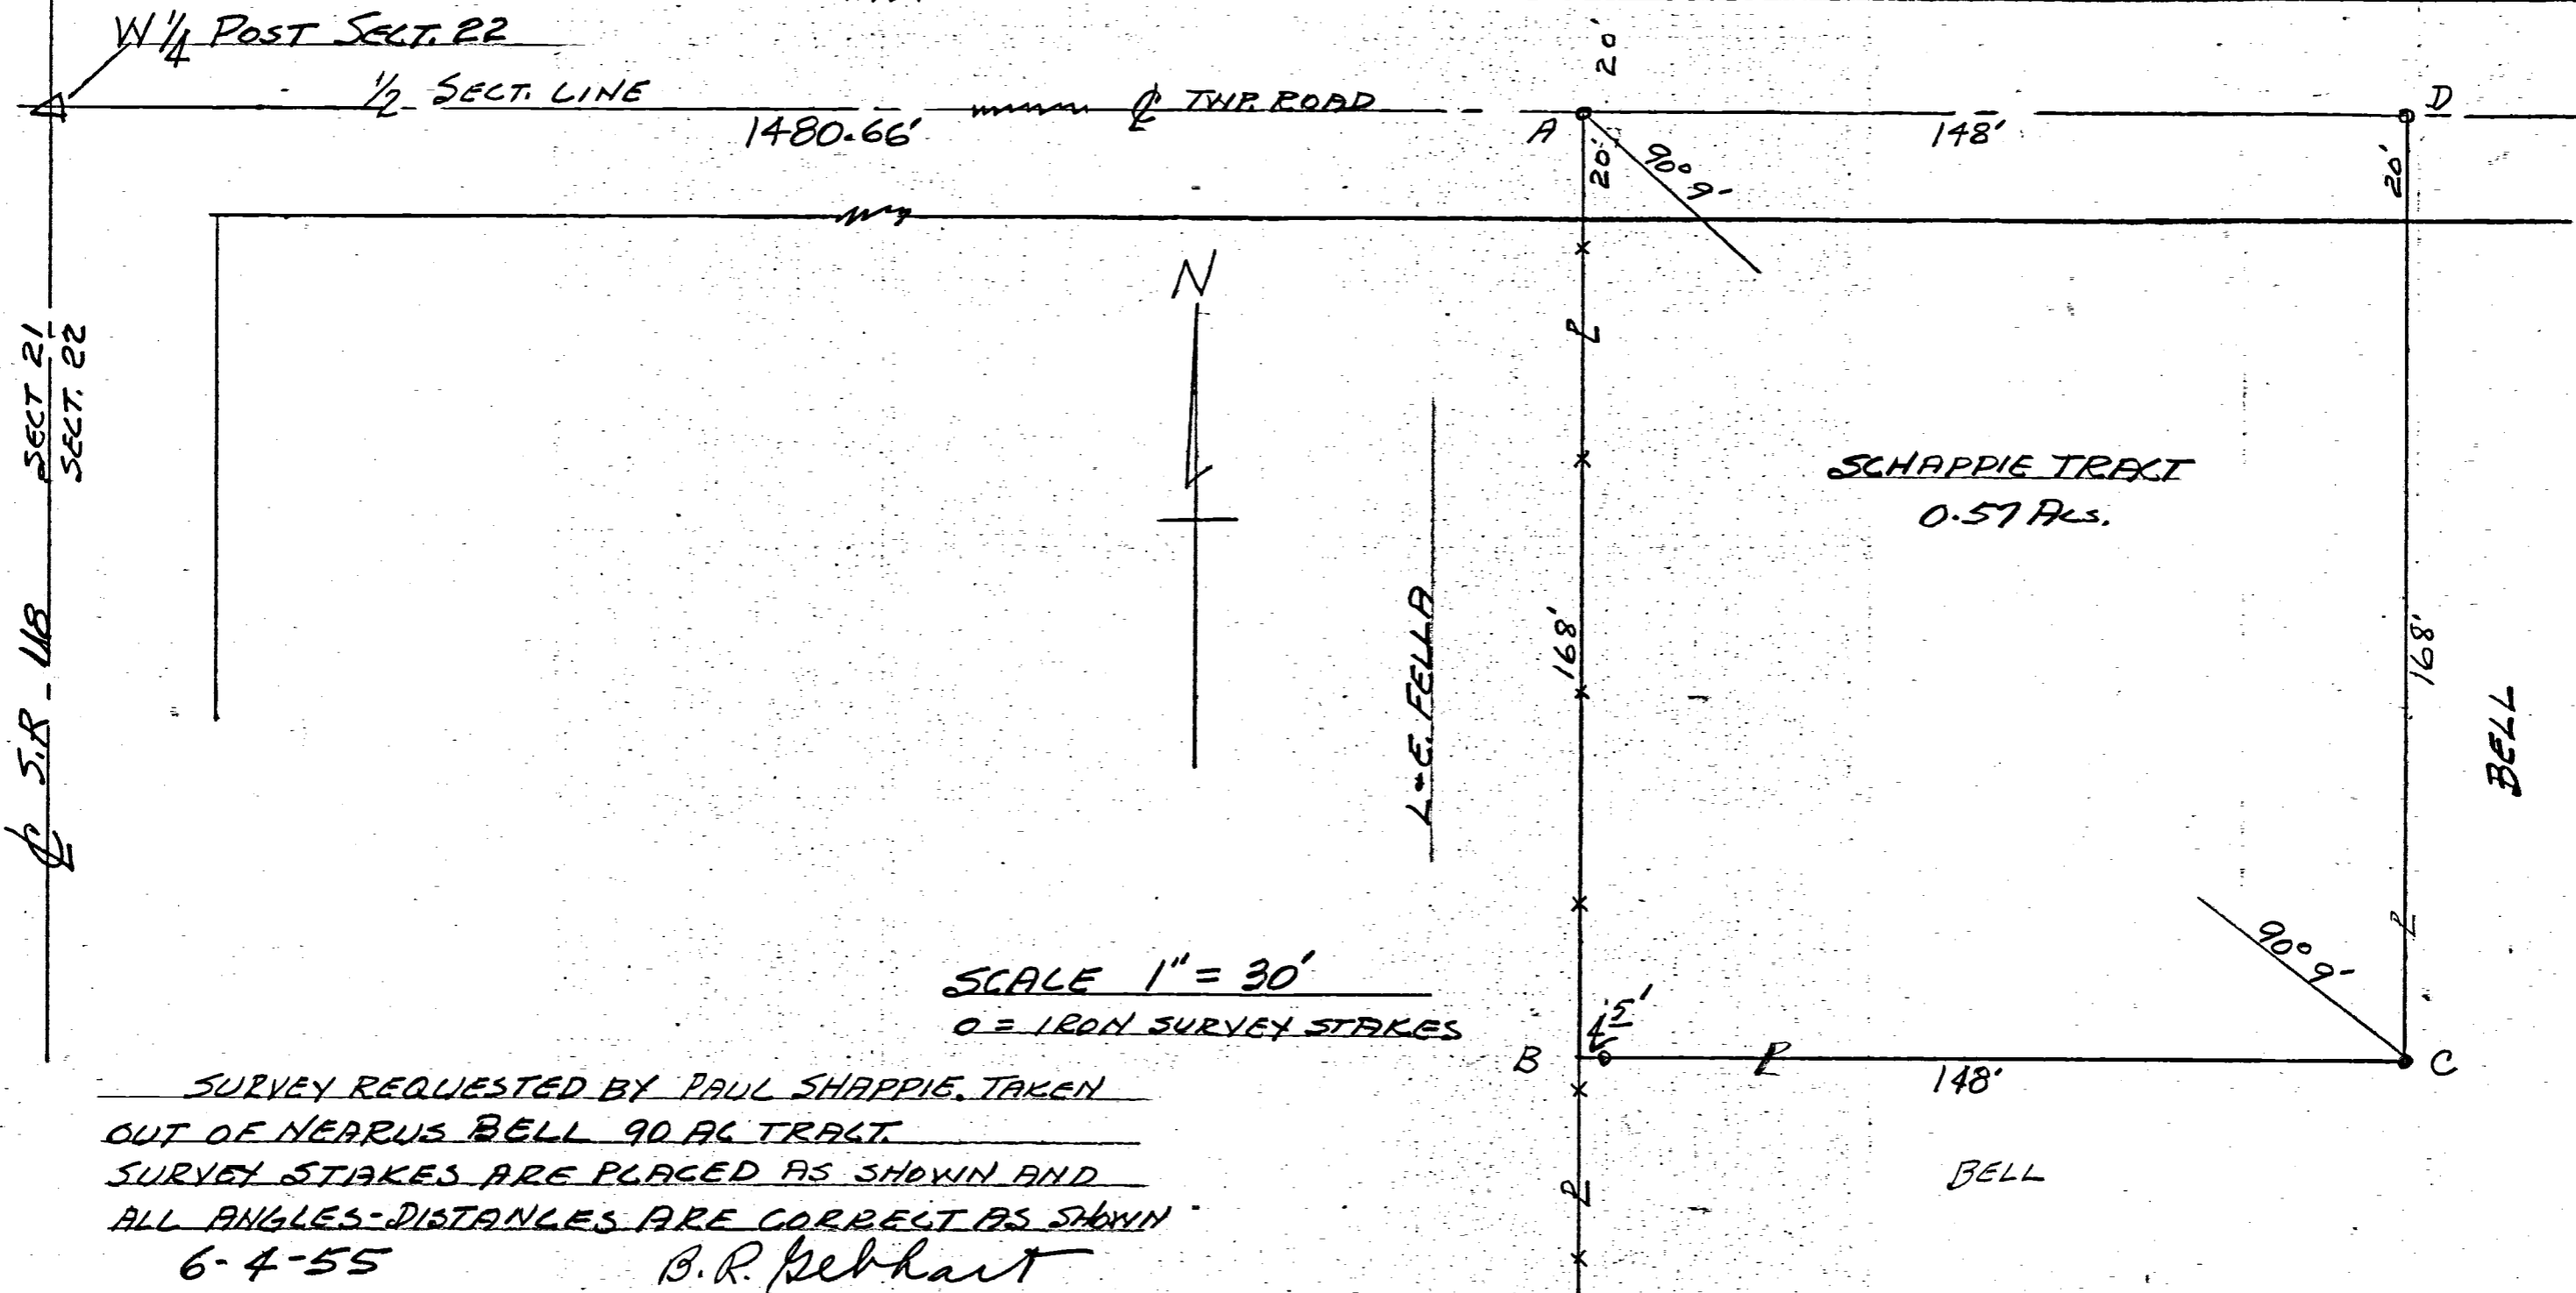 W 1/4 POST SECT. 22
1/2 SECT. LINE
1480.66'
℄ TWP. ROAD
20'
A
20'
90° 9'
148'
D
20'
N
SECT 21
SECT. 22
℄ S.R - 118
L & E. FELLA
168'
SCHAPPIE TRACT
0.57 Acs.
168'
BELL
90° 9'
SCALE 1" = 30'
O = IRON SURVEY STAKES
B
℄
148'
C
BELL
SURVEY REQUESTED BY PAUL SHAPPIE. TAKEN
OUT OF NEARUS BELL 90 AC TRACT.
SURVEY STAKES ARE PLACED AS SHOWN AND
ALL ANGLES-DISTANCES ARE CORRECT AS SHOWN
6-4-55
B.R. Gebhart